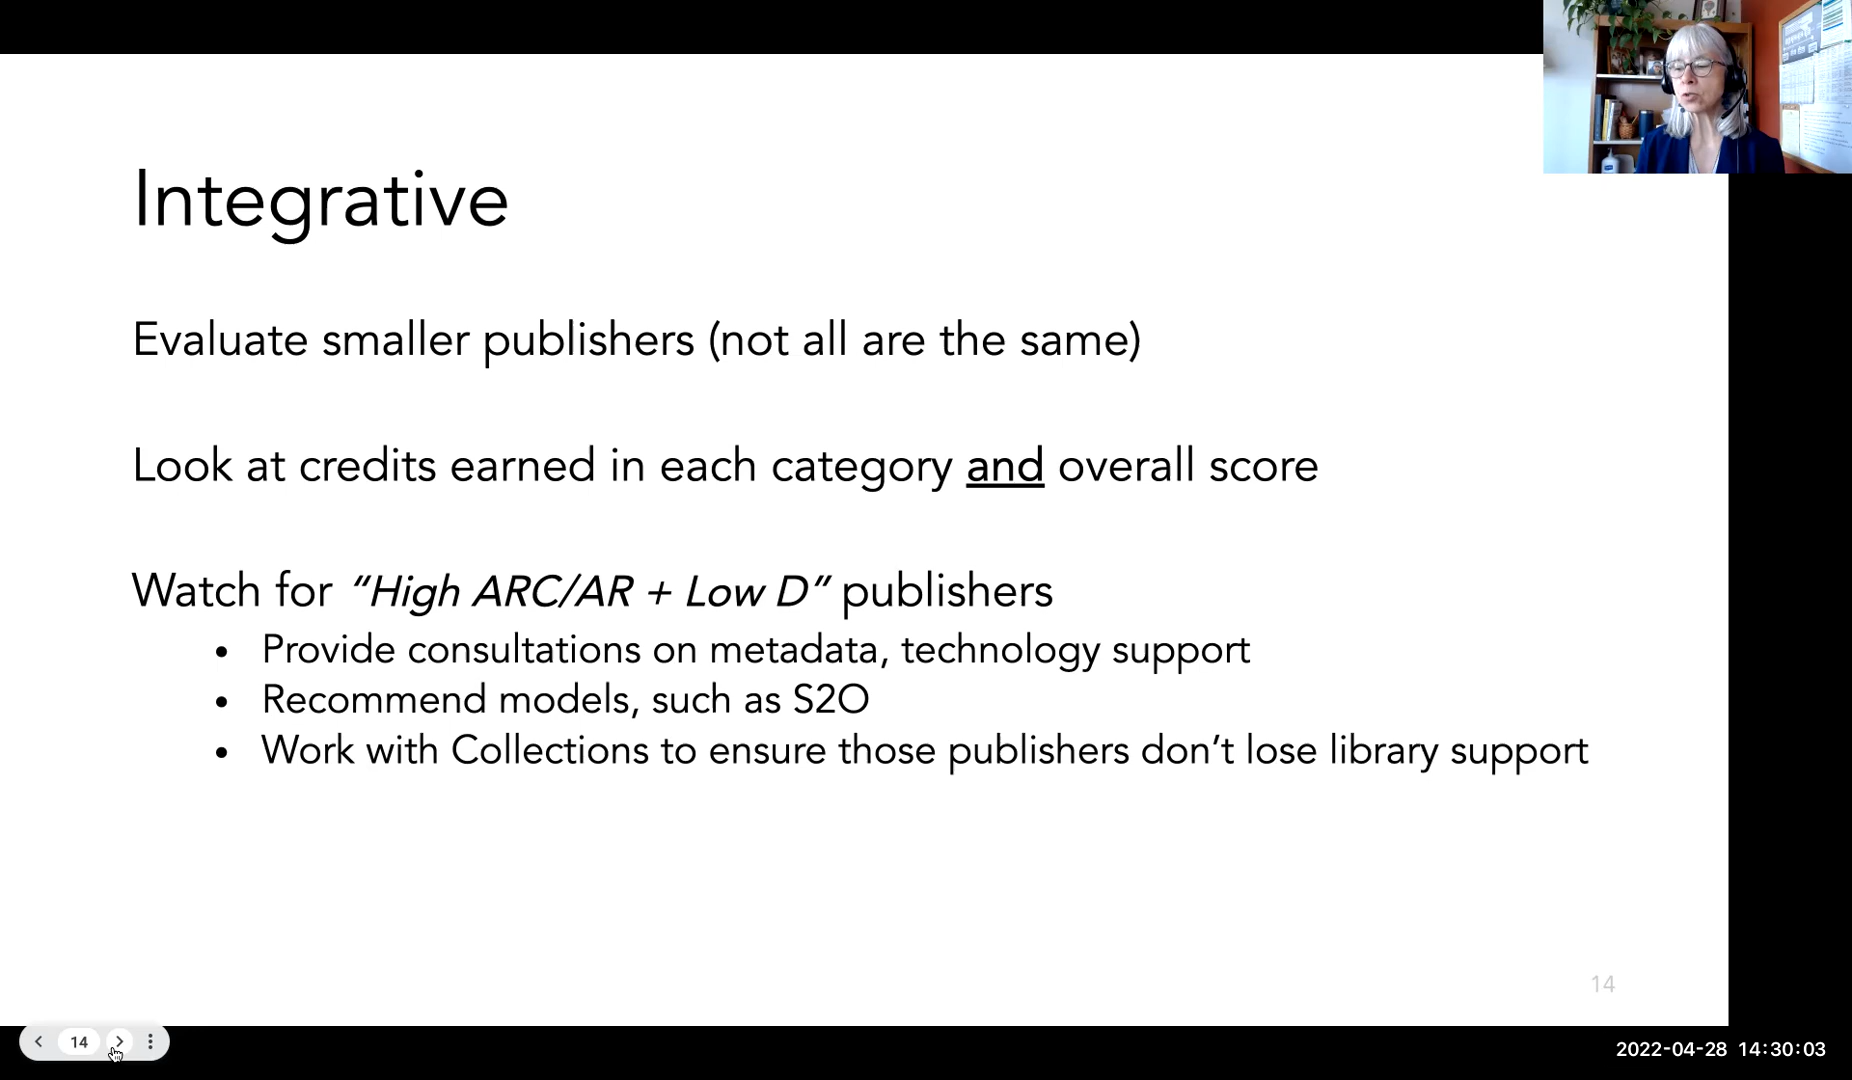 Integrative
Evaluate smaller publishers (not all are the same)
Look at credits earned in each category and overall score
Watch for “High ARC/AR + Low D” publishers
• Provide consultations on metadata, technology support
• Recommend models, such as S2O
• Work with Collections to ensure those publishers don’t lose library support
14
14
2022-04-28 14:30:03